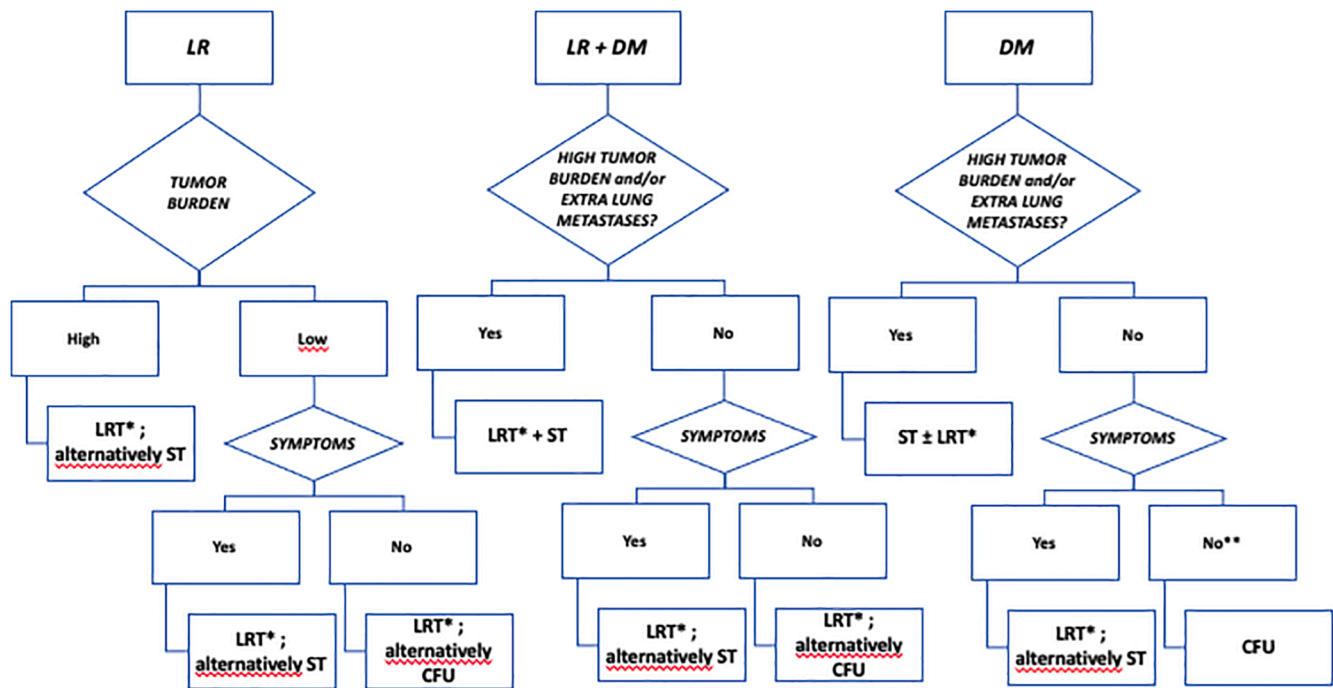 LR
LR + DM
DM
TUMOR
BURDEN
HIGH TUMOR
BURDEN and/or
EXTRA LUNG
METASTASES?
HIGH TUMOR
BURDEN and/or
EXTRA LUNG
METASTASES?
High
Low
Yes
No
Yes
No
LRT* ;
alternatively ST
SYMPTOMS
LRT* + ST
SYMPTOMS
ST ± LRT*
SYMPTOMS
Yes
No
Yes
No
Yes
No**
LRT* ;
alternatively ST
LRT* ;
alternatively
CFU
LRT* ;
alternatively ST
LRT* ;
alternatively
CFU
LRT* ;
alternatively ST
CFU